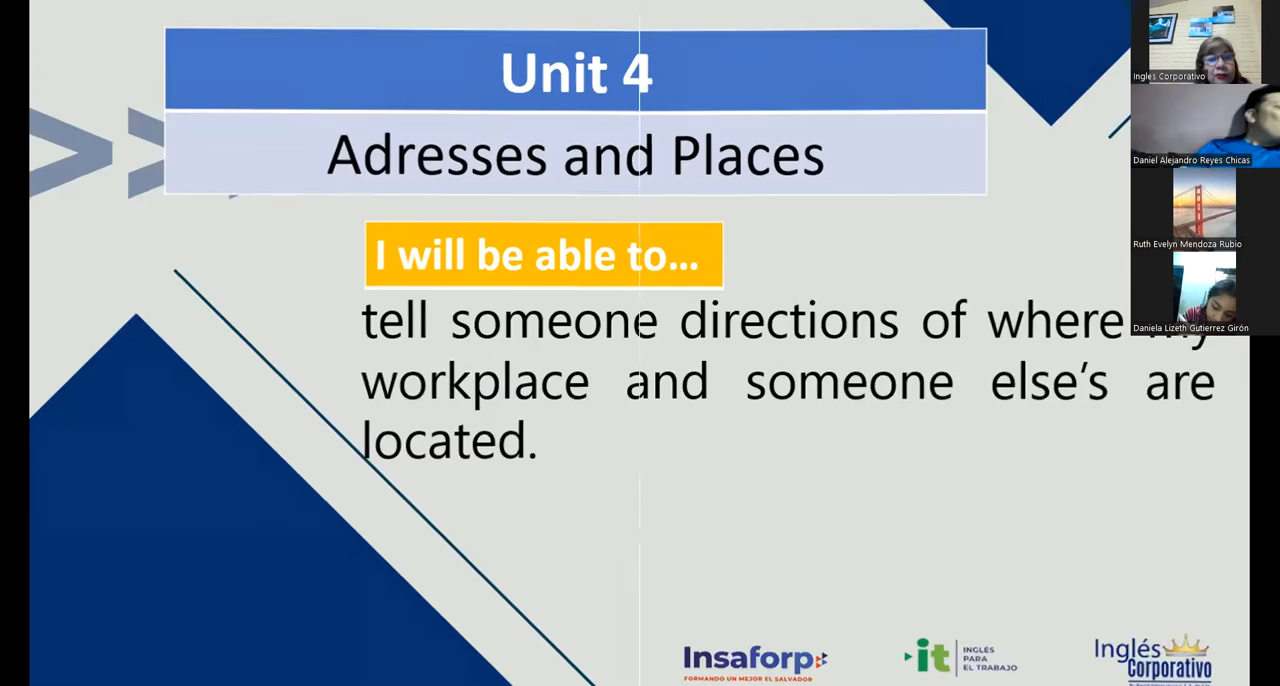 Unit 4
Adresses and Places
I will be able to...
tell someone directions of where my
workplace and someone else's are
located.
Ingles Corporativo
Daniel Alejandro Reyes Chicas
Ruth Evelyn Mendoza Rubio
Daniela Lizeth Gutierrez Girón
Insaforp
FORMANDO UN MEJOR EL SALVADOR
it
INGLÉS
PARA
EL TRABAJO
Inglés
Corporativo